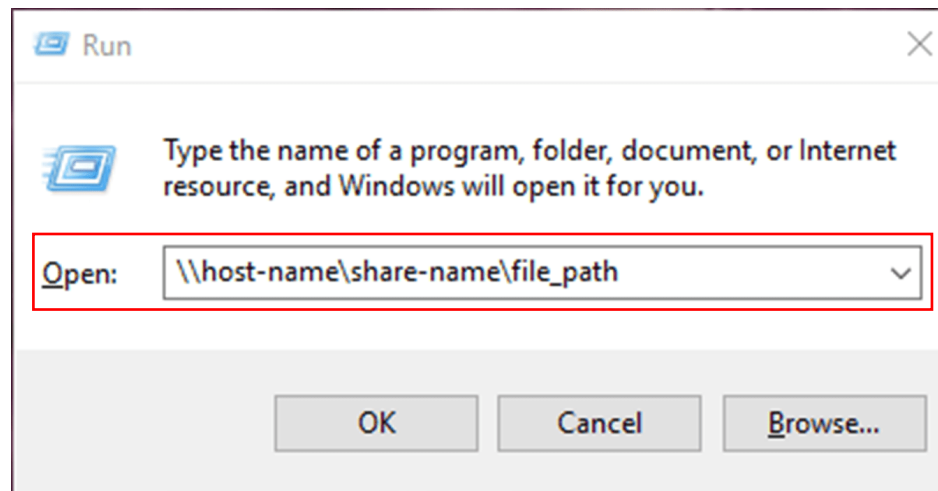 Run
Type the name of a program, folder, document, or Internet
resource, and Windows will open it for you.
Open: \\host-name\share-name\file_path
OK Cancel Browse...